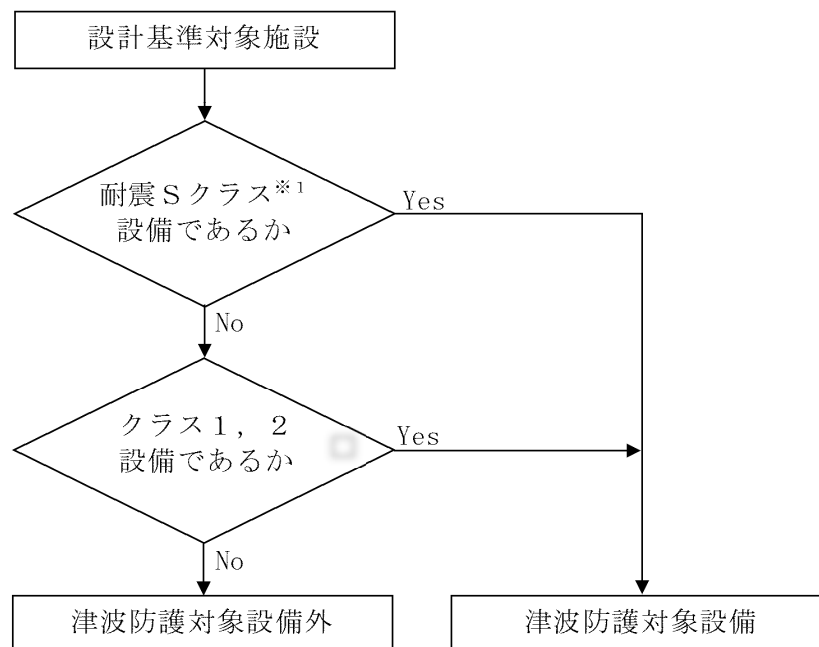 設計基準対象施設
耐震Sクラス※1
設備であるか
Yes
No
クラス1,2
設備であるか
Yes
No
津波防護対象設備外
津波防護対象設備